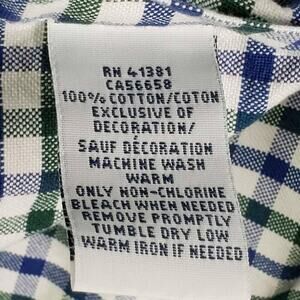 RN 41381
CA56658
100% COTTON/COTON
EXCLUSIVE OF
DECORATION/
SAUF DÉCORATION
MACHINE WASH
WARM
ONLY NON-CHLORINE
BLEACH WHEN NEEDED
REMOVE PROMPTLY
TUMBLE DRY LOW
WARM IRON IF NEEDED